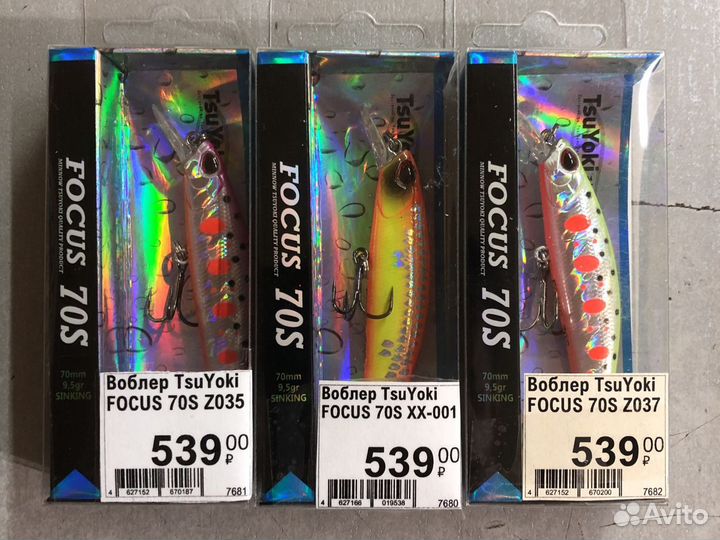 TsuYoki
FOCUS 70S
MINNOW TSUYOKI QUALITY PRODUCT
70mm
9,5gr
SINKING
Воблер TsuYoki
FOCUS 70S Z035
539 00
₽
4 627152 670187 7681
TsuYoki
FOCUS 70S
MINNOW TSUYOKI QUALITY PRODUCT
70mm
9,5gr
SINKING
Воблер TsuYoki
FOCUS 70S XX-001
539 00
₽
4 627166 019538 7680
TsuYoki
FOCUS 70S
MINNOW TSUYOKI QUALITY PRODUCT
70mm
9,5gr
SINKING
Воблер TsuYoki
FOCUS 70S Z037
539 00
₽
4 627152 670200 7682
Avito